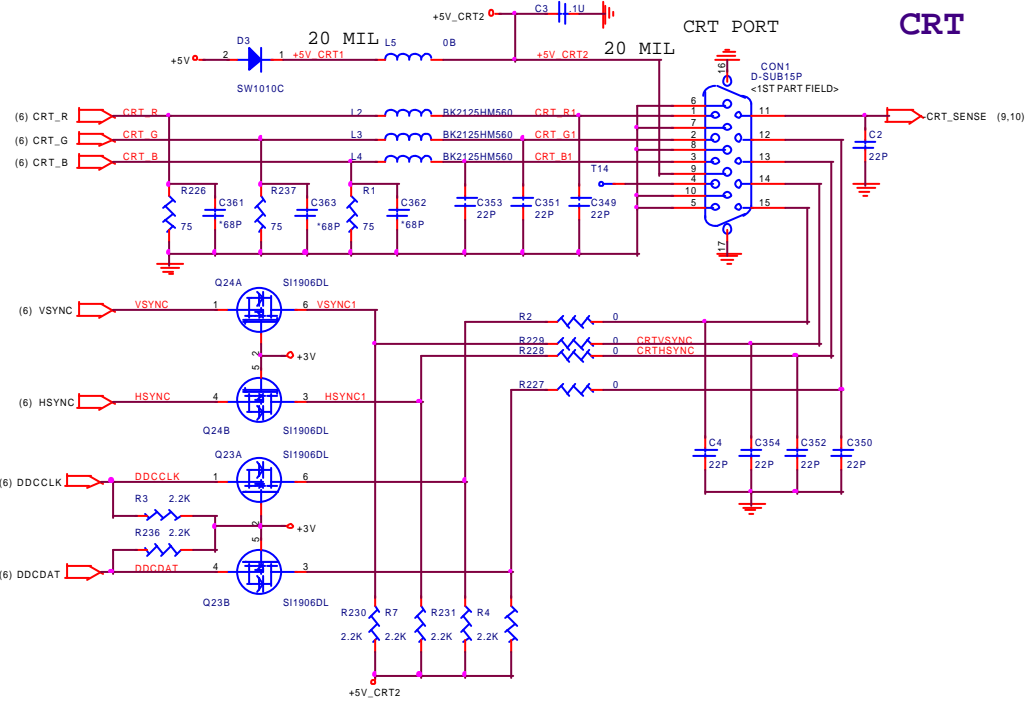 CRT
CRT PORT
+5V_CRT2
C3 .1U
20 MIL
L5 0B
D3
+5V
2
1
+5V_CRT1
+5V_CRT2
20 MIL
SW1010C
16
CON1
D-SUB15P
<1ST PART FIELD>
(6) CRT_R
CRT_R
L2
BK2125HM560
CRT_R1
(6) CRT_G
CRT_G
L3
BK2125HM560
CRT_G1
(6) CRT_B
CRT_B
L4
BK2125HM560
CRT_B1
6
1
7
2
8
3
9
4
10
5
11
12
13
14
15
CRT_SENSE (9,10)
C2
22P
T14
R226
75
C361
*68P
R237
75
C363
*68P
R1
75
C362
*68P
C353
22P
C351
22P
C349
22P
17
Q24A
SI1906DL
(6) VSYNC
VSYNC
1
6
VSYNC1
2
+3V
5
(6) HSYNC
HSYNC
4
3
HSYNC1
Q24B
SI1906DL
R2
0
R229
0
CRTVSYNC
R228
0
CRTHSYNC
R227
0
Q23A
SI1906DL
(6) DDCCLK
DDCCLK
1
6
R3 2.2K
2
+3V
R236 2.2K
5
(6) DDCDAT
DDCDAT
4
3
Q23B
SI1906DL
C4
22P
C354
22P
C352
22P
C350
22P
R230
2.2K
R7
2.2K
R231
2.2K
R4
2.2K
+5V_CRT2